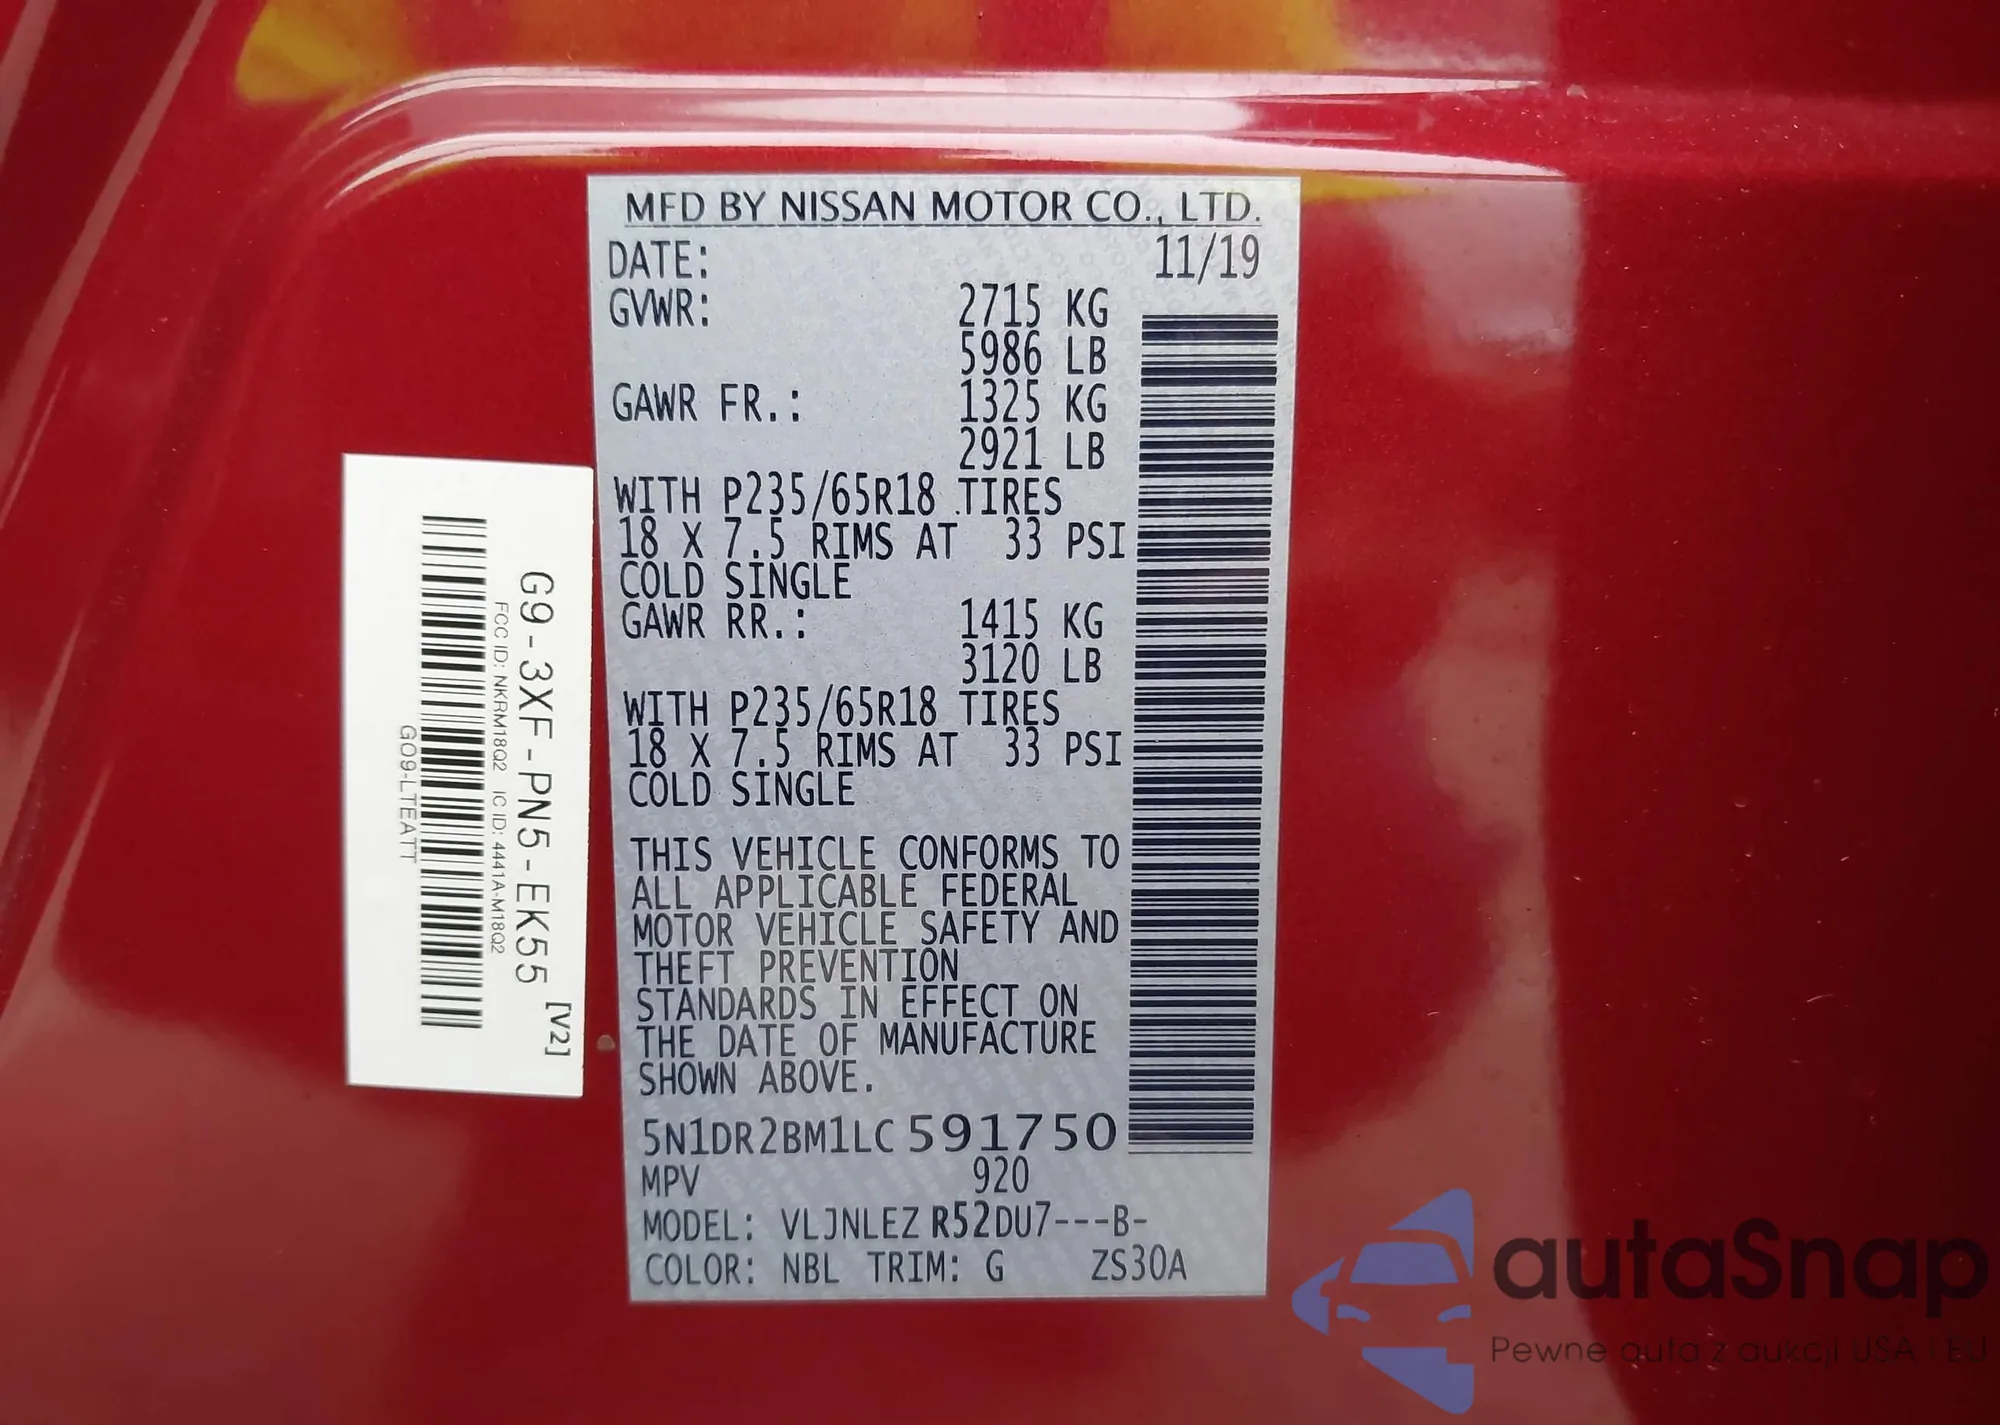 MFD BY NISSAN MOTOR CO., LTD.
DATE: 11/19
GVWR: 2715 KG
5986 LB
GAWR FR.: 1325 KG
2921 LB
WITH P235/65R18 TIRES
18 X 7.5 RIMS AT 33 PSI
COLD SINGLE
GAWR RR.: 1415 KG
3120 LB
WITH P235/65R18 TIRES
18 X 7.5 RIMS AT 33 PSI
COLD SINGLE
THIS VEHICLE CONFORMS TO
ALL APPLICABLE FEDERAL
MOTOR VEHICLE SAFETY AND
THEFT PREVENTION
STANDARDS IN EFFECT ON
THE DATE OF MANUFACTURE
SHOWN ABOVE.
5N1DR2BM1LC591750
MPV 920
MODEL: VLJNLEZ R52DU7---B-
COLOR: NBL TRIM: G ZS30A
G9-3XF-PN5-EK55
[V2]
FCC ID: NKRM18Q2 IC ID: 4441A-M18Q2
GO9-LTEATT
autaSnap
Pewne auta z aukcji USA i EU